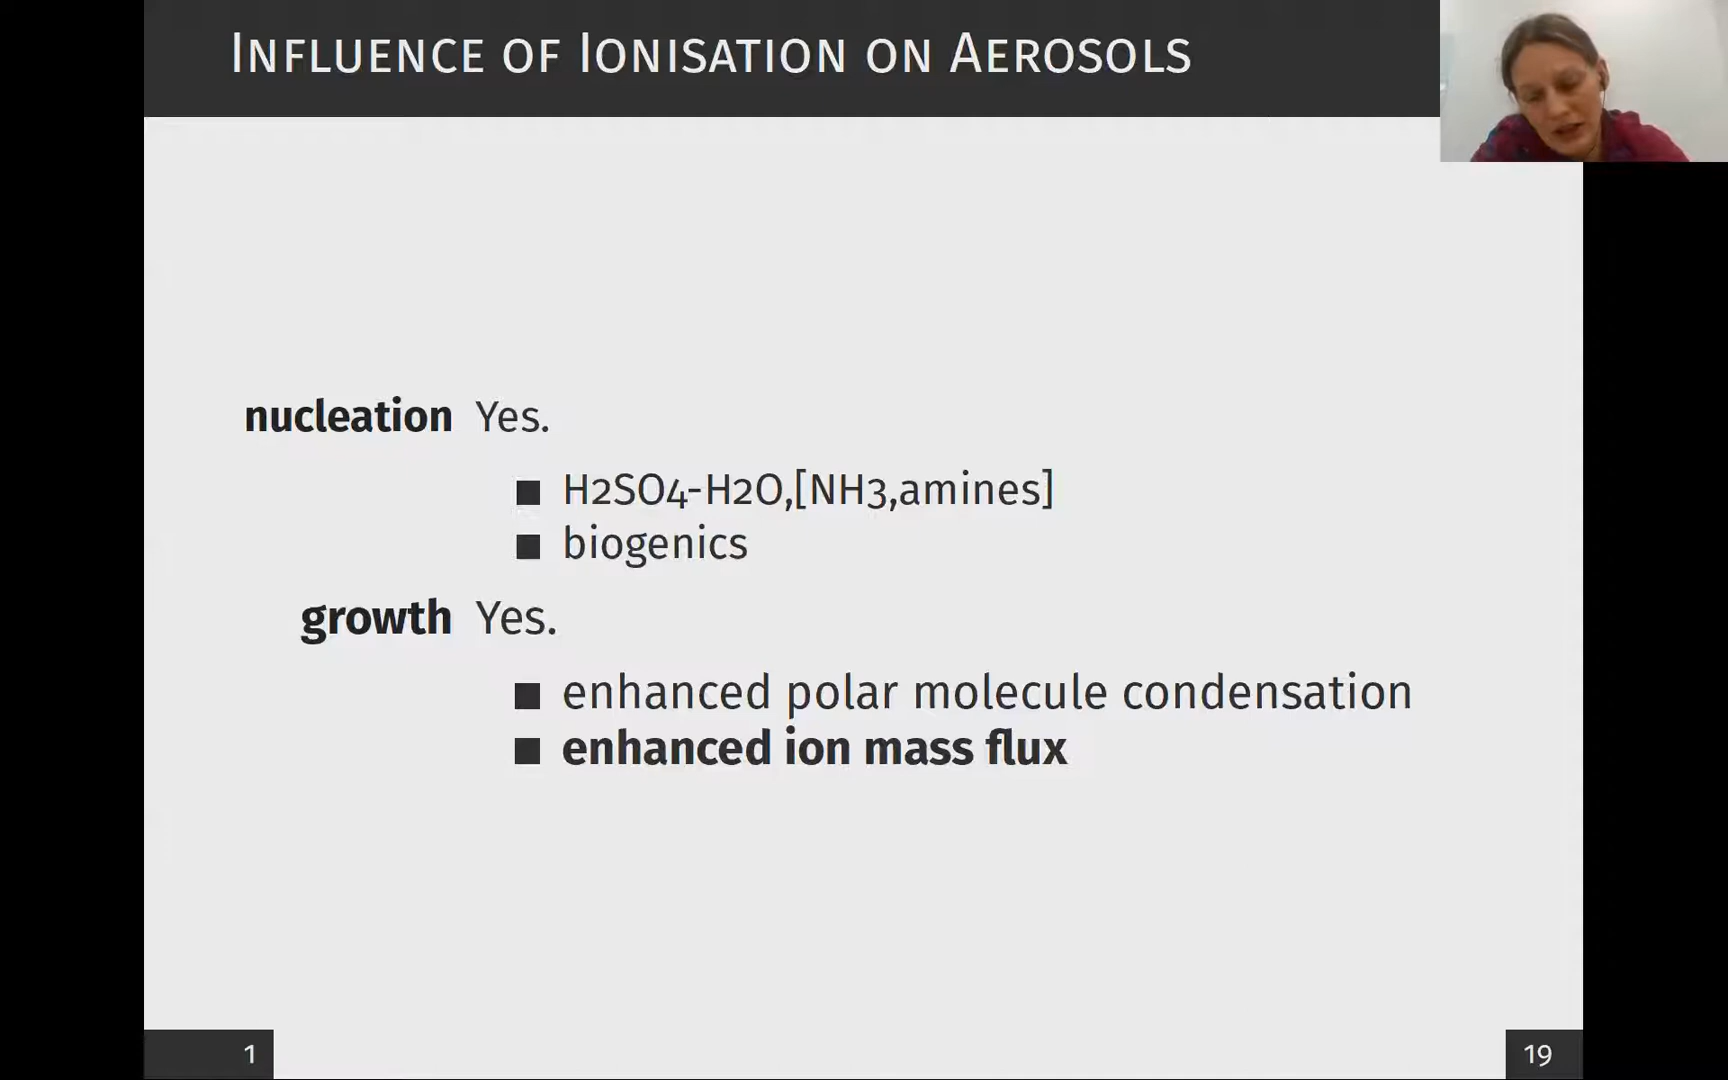 Influence of Ionisation on Aerosols
nucleation Yes.
■ H2SO4-H2O,[NH3,amines]
■ biogenics
growth Yes.
■ enhanced polar molecule condensation
■ enhanced ion mass flux
1
19